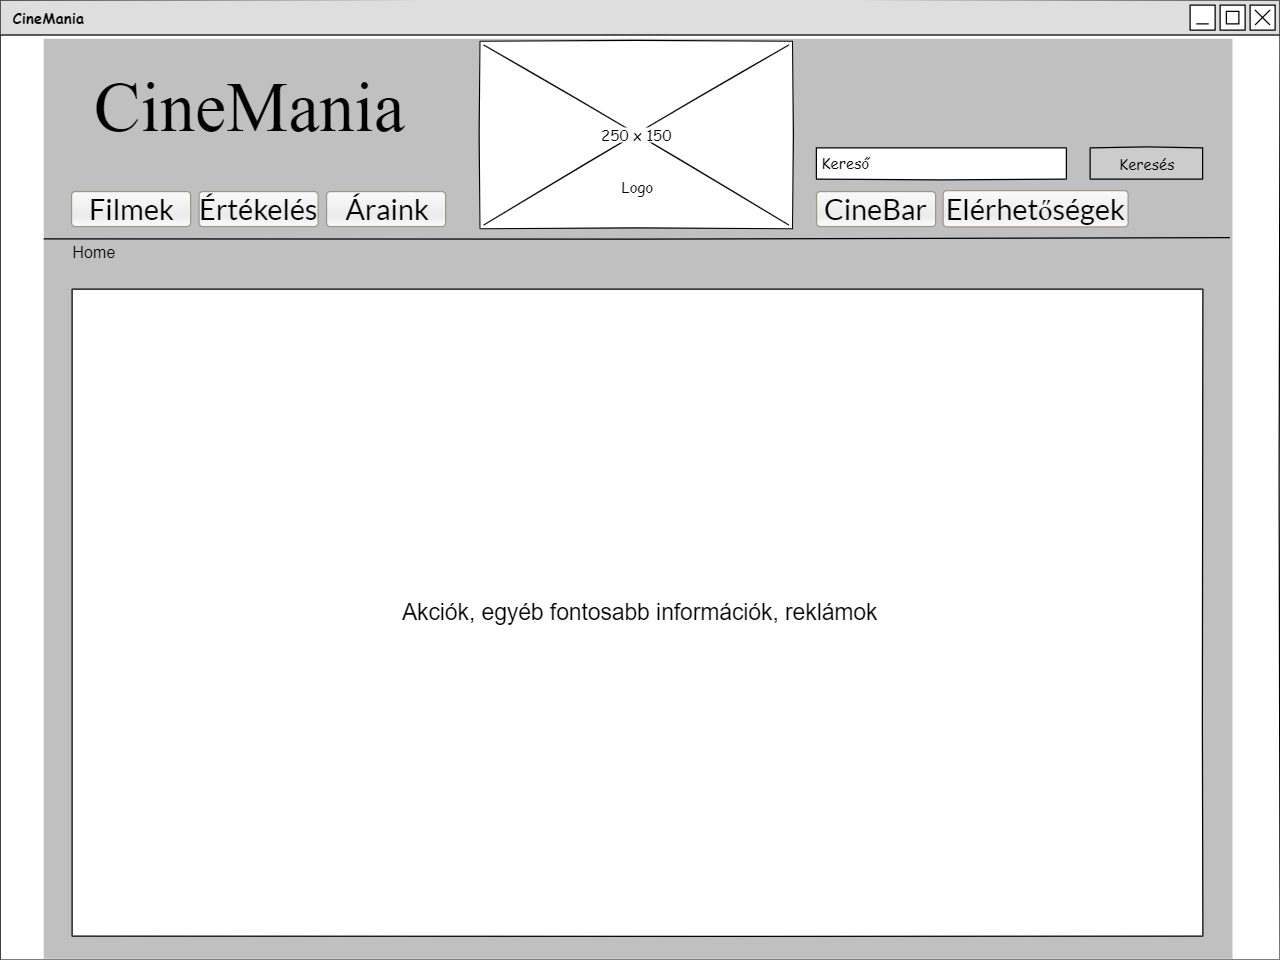 CineMania
CineMania
250 x 150
Logo
Kereső
Keresés
Filmek
Értékelés
Áraink
CineBar
Elérhetőségek
Home
Akciók, egyéb fontosabb információk, reklámok